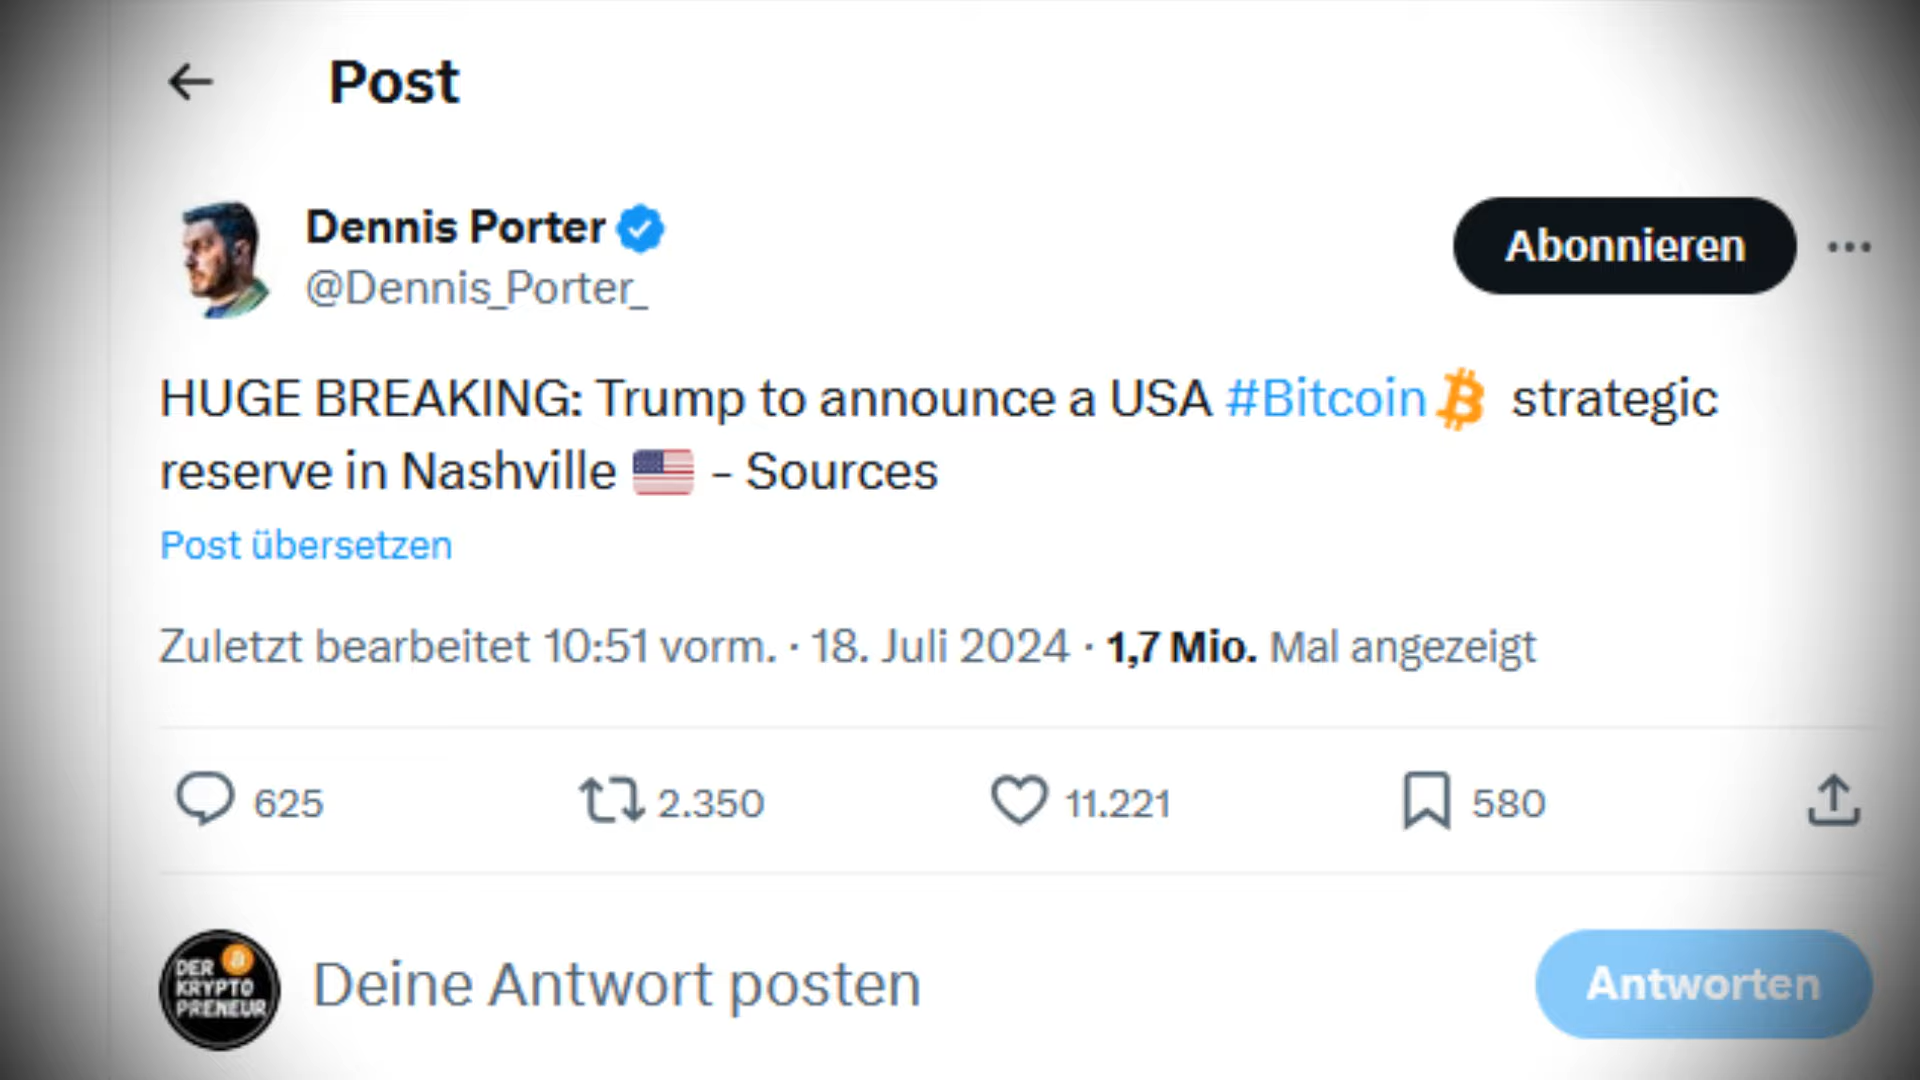 Post
Dennis Porter
@Dennis_Porter_
Abonnieren
HUGE BREAKING: Trump to announce a USA #Bitcoin strategic
reserve in Nashville 🇺🇸 - Sources
Post übersetzen
Zuletzt bearbeitet 10:51 vorm. · 18. Juli 2024 · 1,7 Mio. Mal angezeigt
625 2.350 11.221 580
DER
KRYPTO
PRENEUR
Deine Antwort posten
Antworten